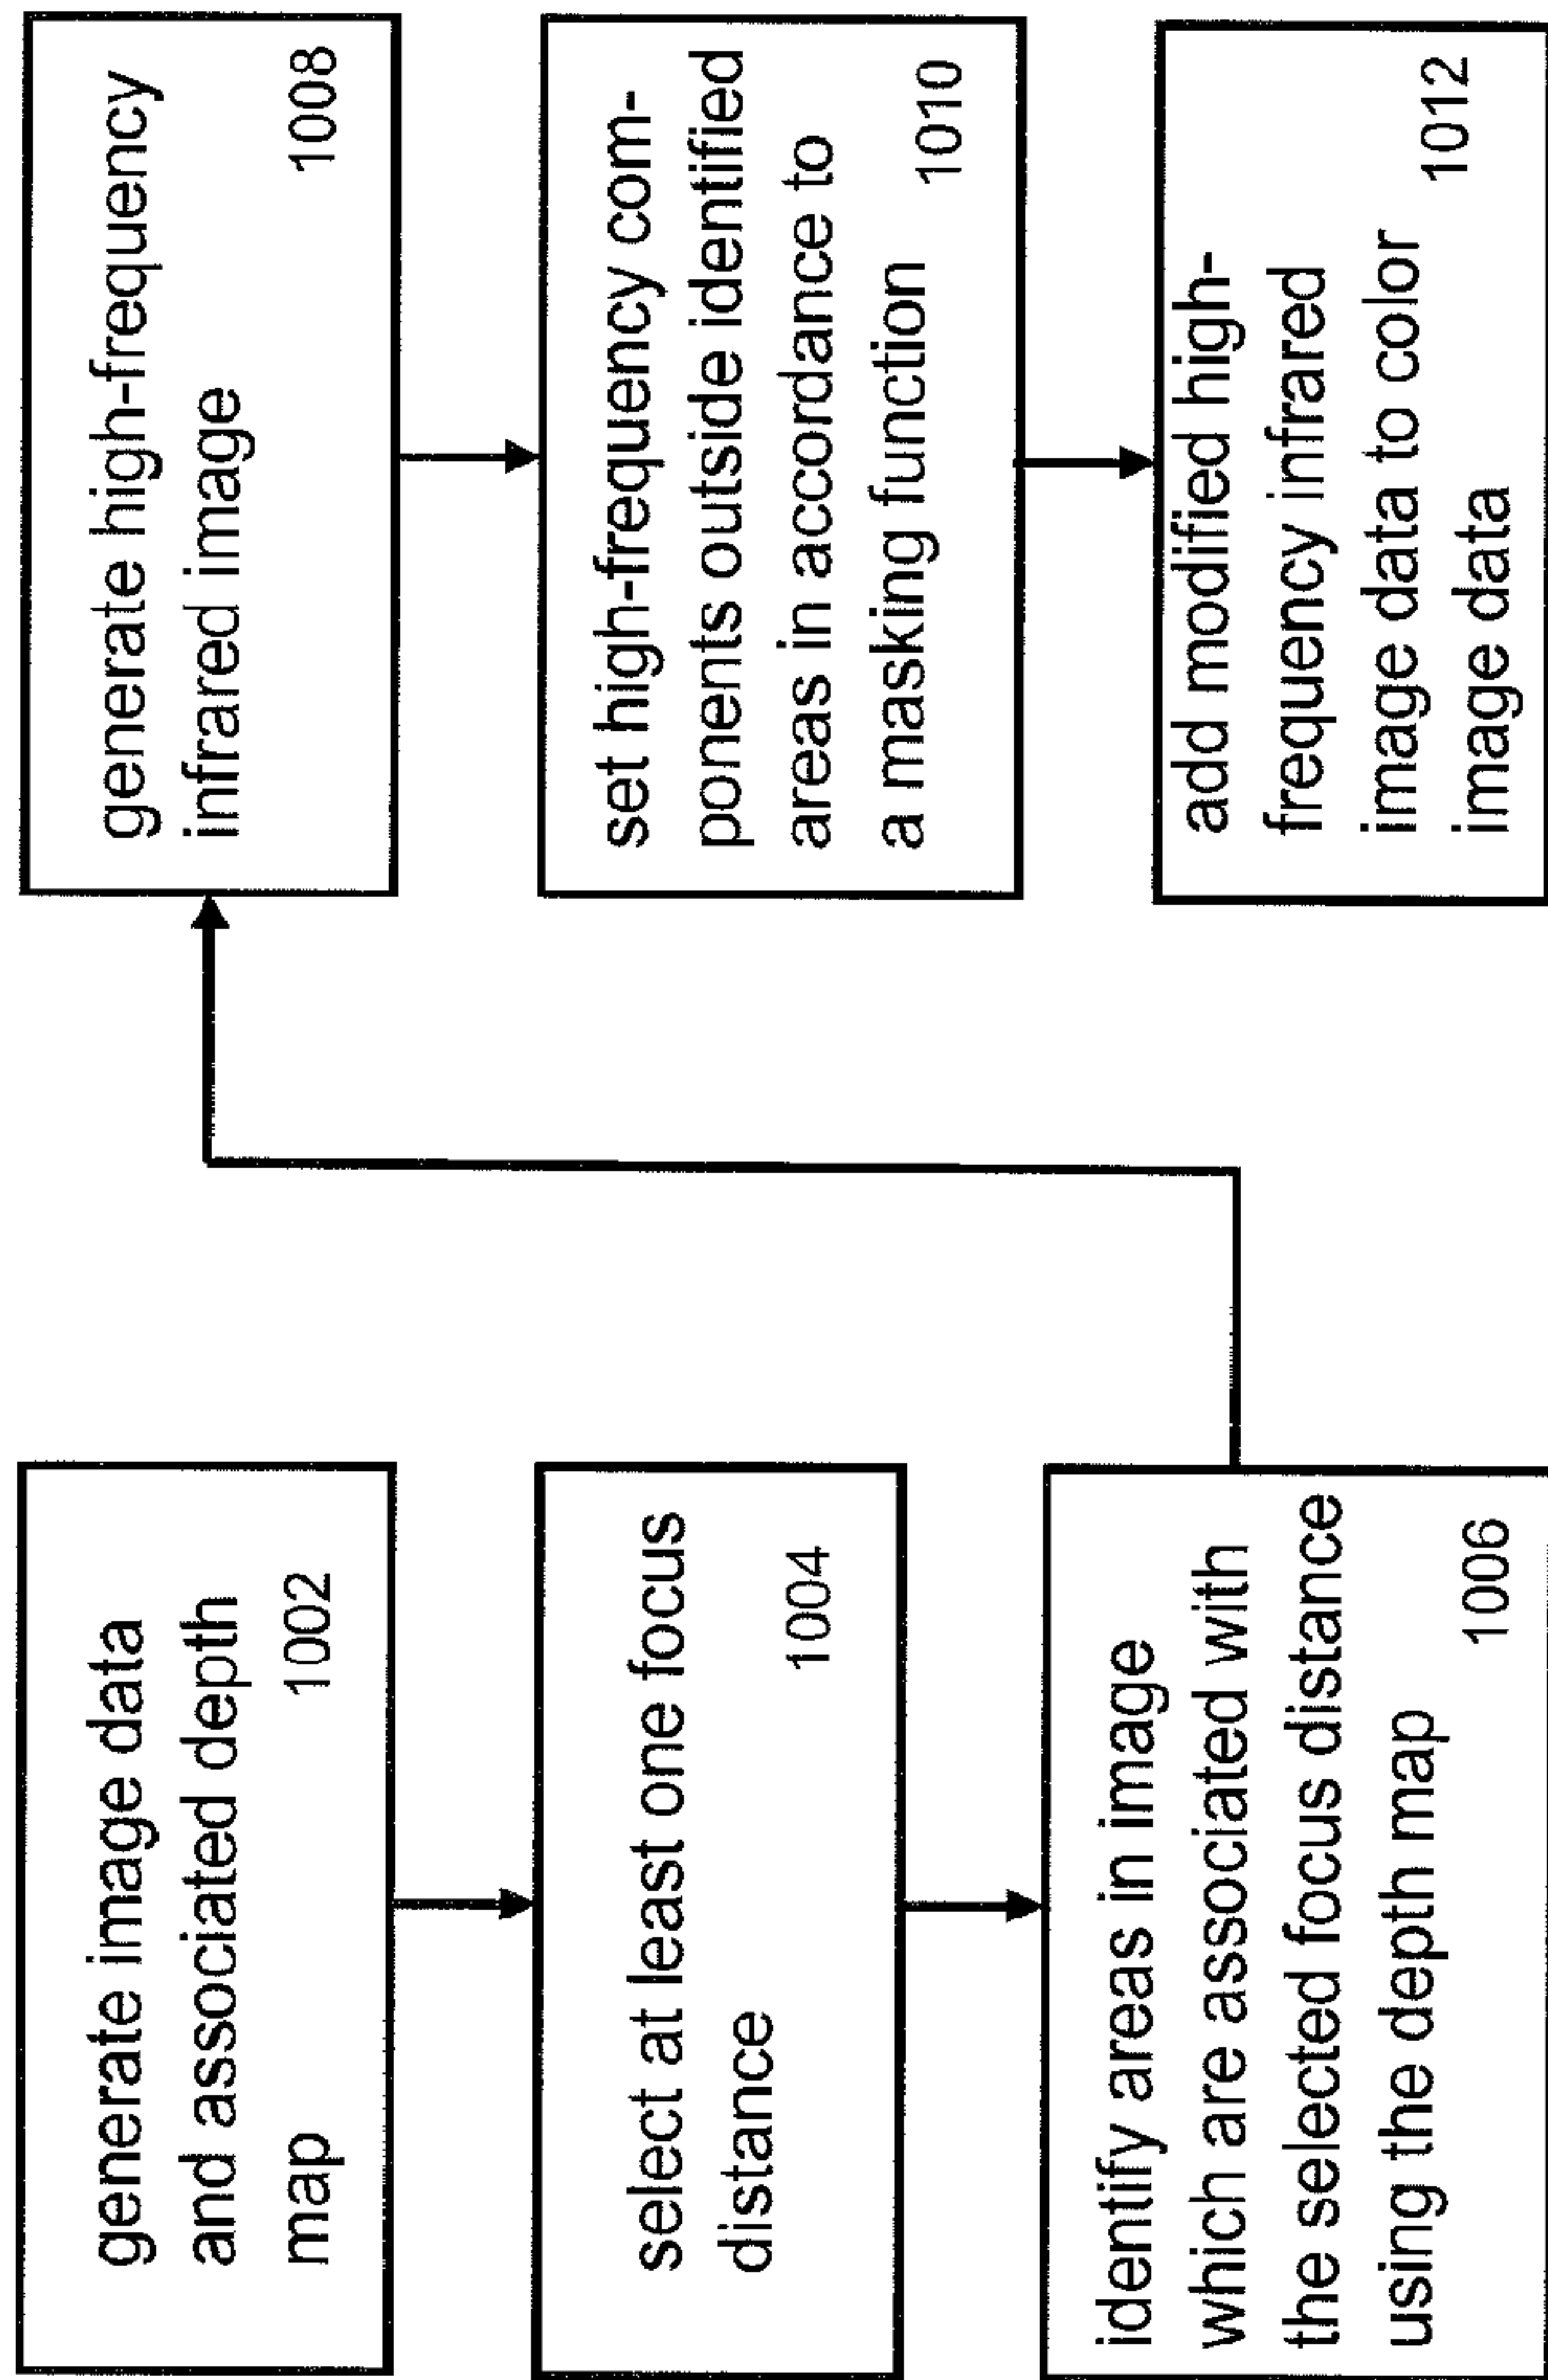 generate image data
and associated depth
map 1002
select at least one focus
distance 1004
identify areas in image
which are associated with
the selected focus distance
using the depth map 1006
generate high-frequency
infrared image 1008
set high-frequency com-
ponents outside identified
areas in accordance to
a masking function 1010
add modified high-
frequency infrared
image data to color
image data 1012